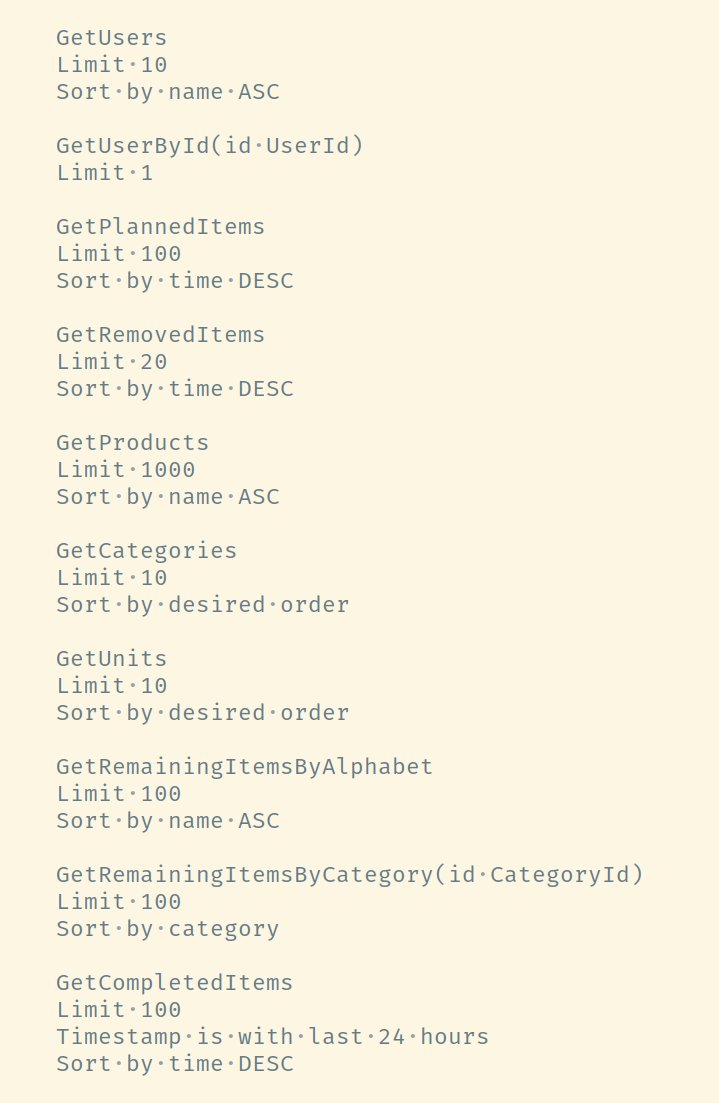 GetUsers
Limit·10
Sort·by·name·ASC

GetUserById(id·UserId)
Limit·1

GetPlannedItems
Limit·100
Sort·by·time·DESC

GetRemovedItems
Limit·20
Sort·by·time·DESC

GetProducts
Limit·1000
Sort·by·name·ASC

GetCategories
Limit·10
Sort·by·desired·order

GetUnits
Limit·10
Sort·by·desired·order

GetRemainingItemsByAlphabet
Limit·100
Sort·by·name·ASC

GetRemainingItemsByCategory(id·CategoryId)
Limit·100
Sort·by·category

GetCompletedItems
Limit·100
Timestamp·is·with·last·24·hours
Sort·by·time·DESC